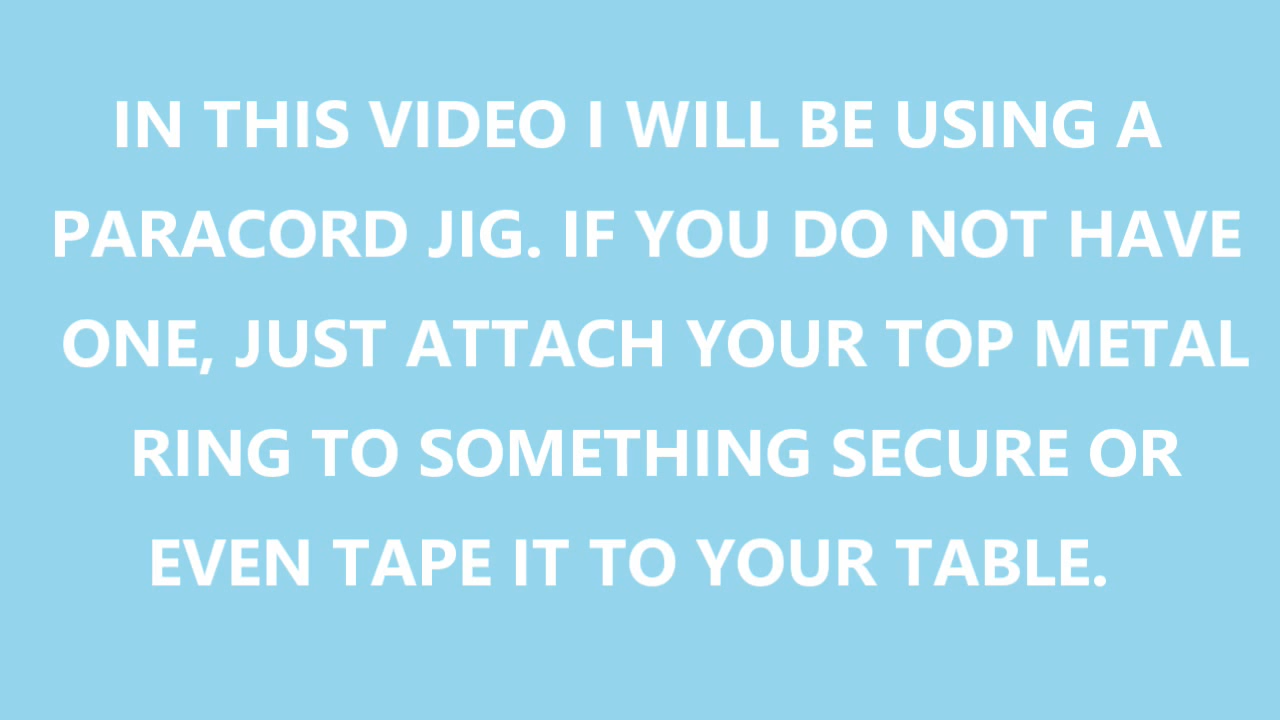 IN THIS VIDEO I WILL BE USING A
PARACORD JIG. IF YOU DO NOT HAVE
ONE, JUST ATTACH YOUR TOP METAL
RING TO SOMETHING SECURE OR
EVEN TAPE IT TO YOUR TABLE.